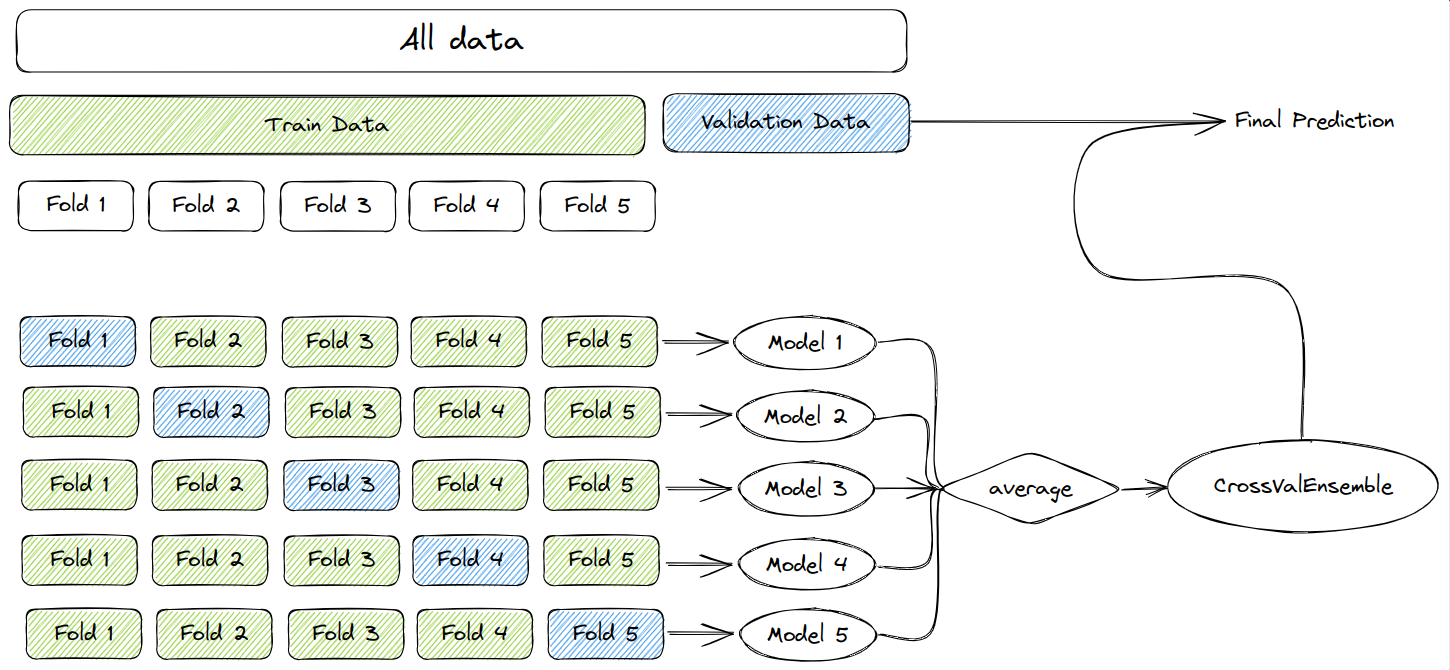 All data
Train Data
Validation Data
Final Prediction
Fold 1
Fold 2
Fold 3
Fold 4
Fold 5
Fold 1
Fold 2
Fold 3
Fold 4
Fold 5
Model 1
Fold 1
Fold 2
Fold 3
Fold 4
Fold 5
Model 2
Fold 1
Fold 2
Fold 3
Fold 4
Fold 5
Model 3
average
CrossValEnsemble
Fold 1
Fold 2
Fold 3
Fold 4
Fold 5
Model 4
Fold 1
Fold 2
Fold 3
Fold 4
Fold 5
Model 5